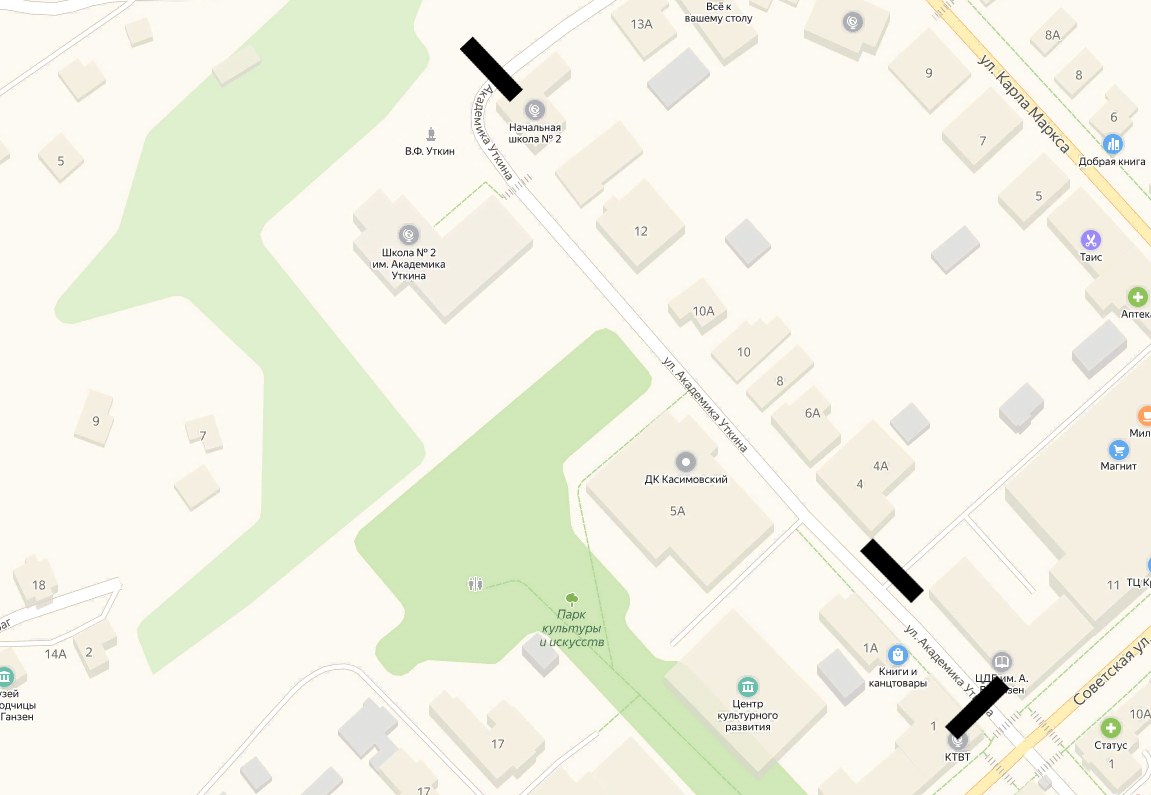 Всё к
вашему столу
13А
8А
9
ул. Карла Маркса
8
6
Академика Уткина
Начальная
школа № 2
7
В.Ф. Уткин
Добрая книга
5
5
12
Школа № 2
им. Академика
Уткина
Таис
Аптека
10А
10
8
ул. Академика Уткина
6А
9
7
Магнит
4А
4
ДК Касимовский
5А
18
11
Парк
культуры
и искусств
14А
2
1А
Книги и
канцтовары
ул. Академика Уткина
ЦДБ им. А.
Советская ул.
Ганзен
Центр
культурного
развития
1
КТВТ
10А
Статус
1
17
17